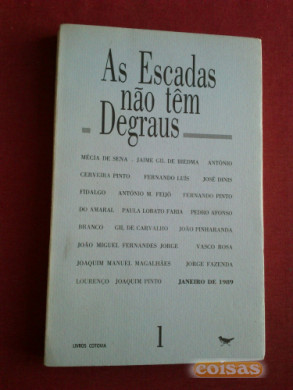 As Escadas
não têm
Degraus
MÉCIA DE SENA JAIME GIL DE BIEDMA ANTÓNIO
CERVEIRA PINTO FERNANDO LUÍS JOSÉ DINIS
FIDALGO ANTÓNIO M. FEIJÓ FERNANDO PINTO
DO AMARAL PAULA LOBATO FARIA PEDRO AFONSO
BRANCO GIL DE CARVALHO JOÃO PINHARANDA
JOÃO MIGUEL FERNANDES JORGE VASCO ROSA
JOAQUIM MANUEL MAGALHÃES JORGE FAZENDA
LOURENÇO JOAQUIM PINTO JANEIRO DE 1989
LIVROS COTOVIA
1
coisas